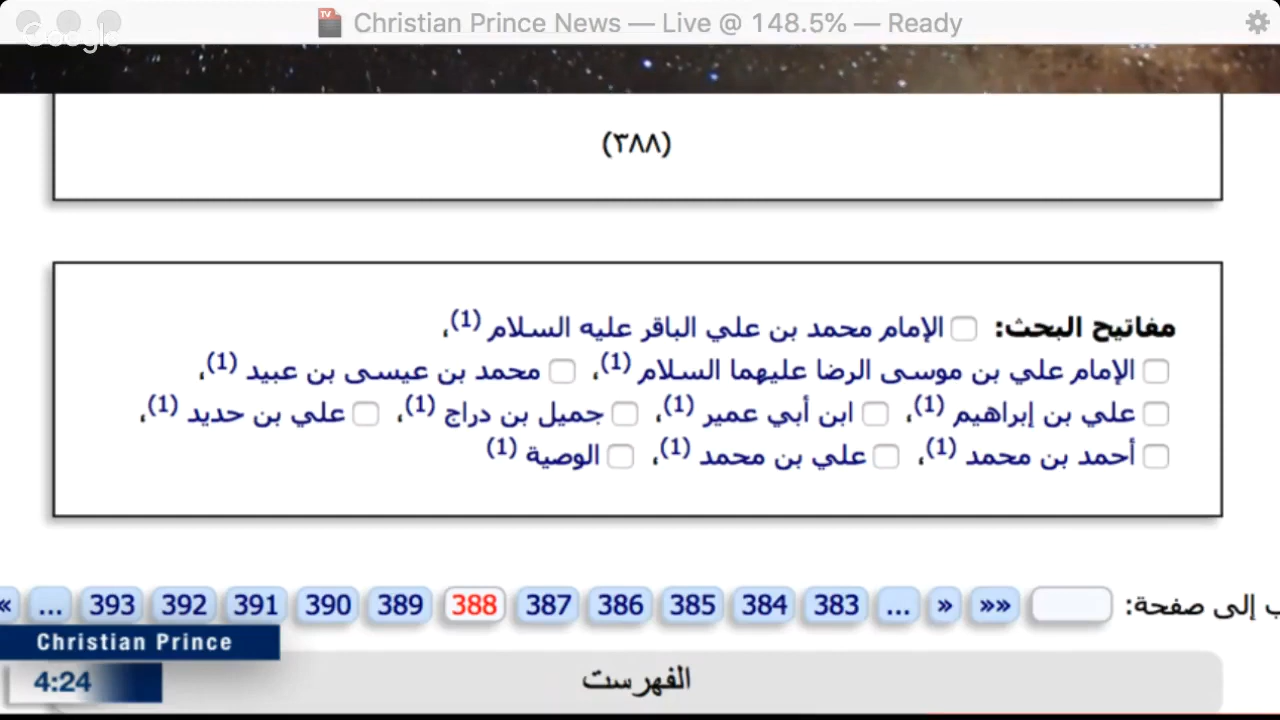 Christian Prince News — Live @ 148.5% — Ready
TV
Google
(٣٨٨)
مفاتيح البحث: الإمام محمد بن علي الباقر عليه السلام (1)،
الإمام علي بن موسى الرضا عليهما السلام (1)، محمد بن عيسى بن عبيد (1)،
علي بن إبراهيم (1)، ابن أبي عمير (1)، جميل بن دراج (1)، علي بن حديد (1)،
أحمد بن محمد (1)، علي بن محمد (1)، الوصية (1)
« ... 393 392 391 390 389 388 387 386 385 384 383 ... » »» ب إلى صفحة:
Christian Prince
4:24
الفهرست